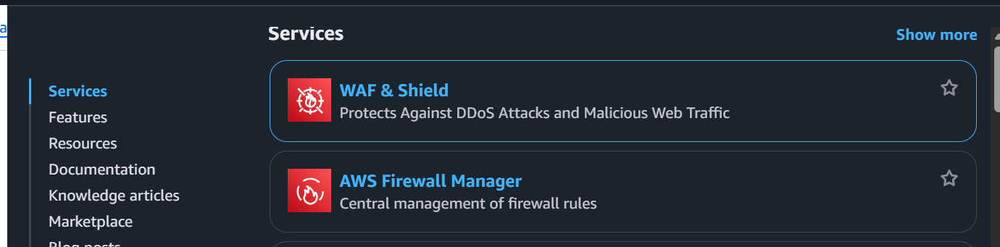 a
Services
Show more
Services
Features
Resources
Documentation
Knowledge articles
Marketplace
Blog posts
WAF & Shield
Protects Against DDoS Attacks and Malicious Web Traffic
AWS Firewall Manager
Central management of firewall rules